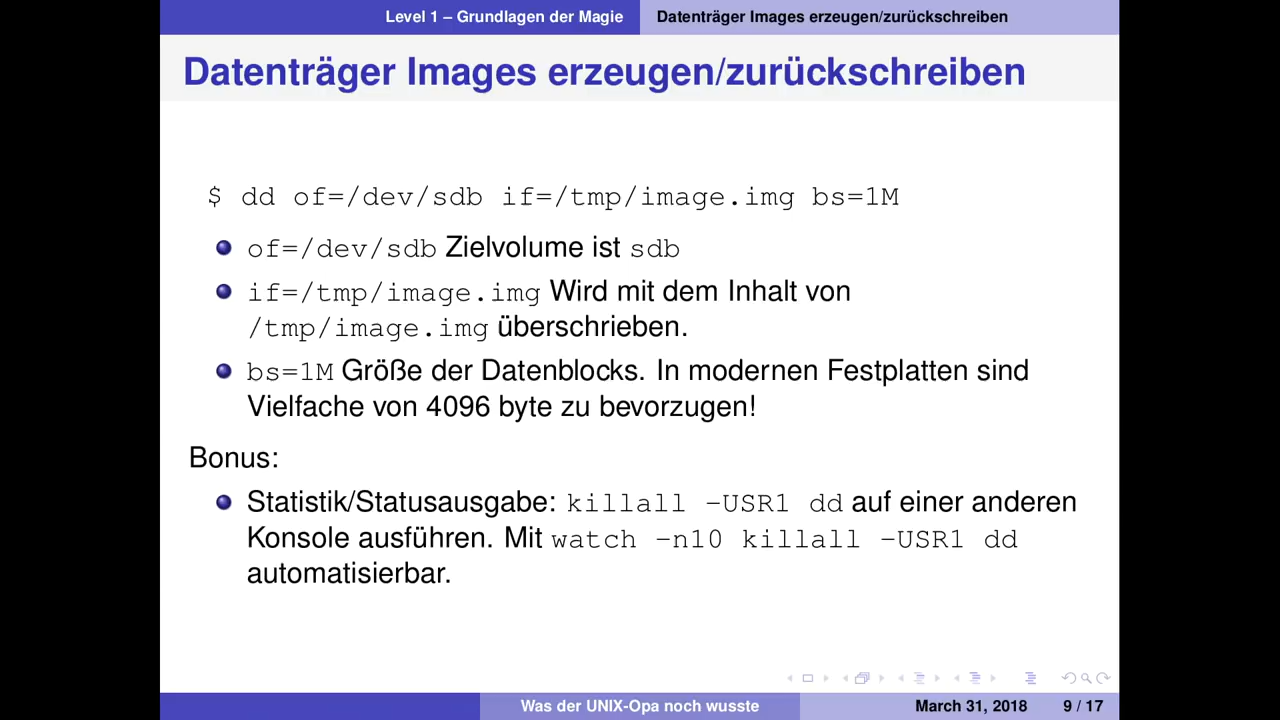 Level 1 – Grundlagen der Magie
Datenträger Images erzeugen/zurückschreiben
Datenträger Images erzeugen/zurückschreiben
$ dd of=/dev/sdb if=/tmp/image.img bs=1M
of=/dev/sdb Zielvolume ist sdb
if=/tmp/image.img Wird mit dem Inhalt von
/tmp/image.img überschrieben.
bs=1M Größe der Datenblocks. In modernen Festplatten sind
Vielfache von 4096 byte zu bevorzugen!
Bonus:
Statistik/Statusausgabe: killall -USR1 dd auf einer anderen
Konsole ausführen. Mit watch -n10 killall -USR1 dd
automatisierbar.
Was der UNIX-Opa noch wusste
March 31, 2018
9 / 17